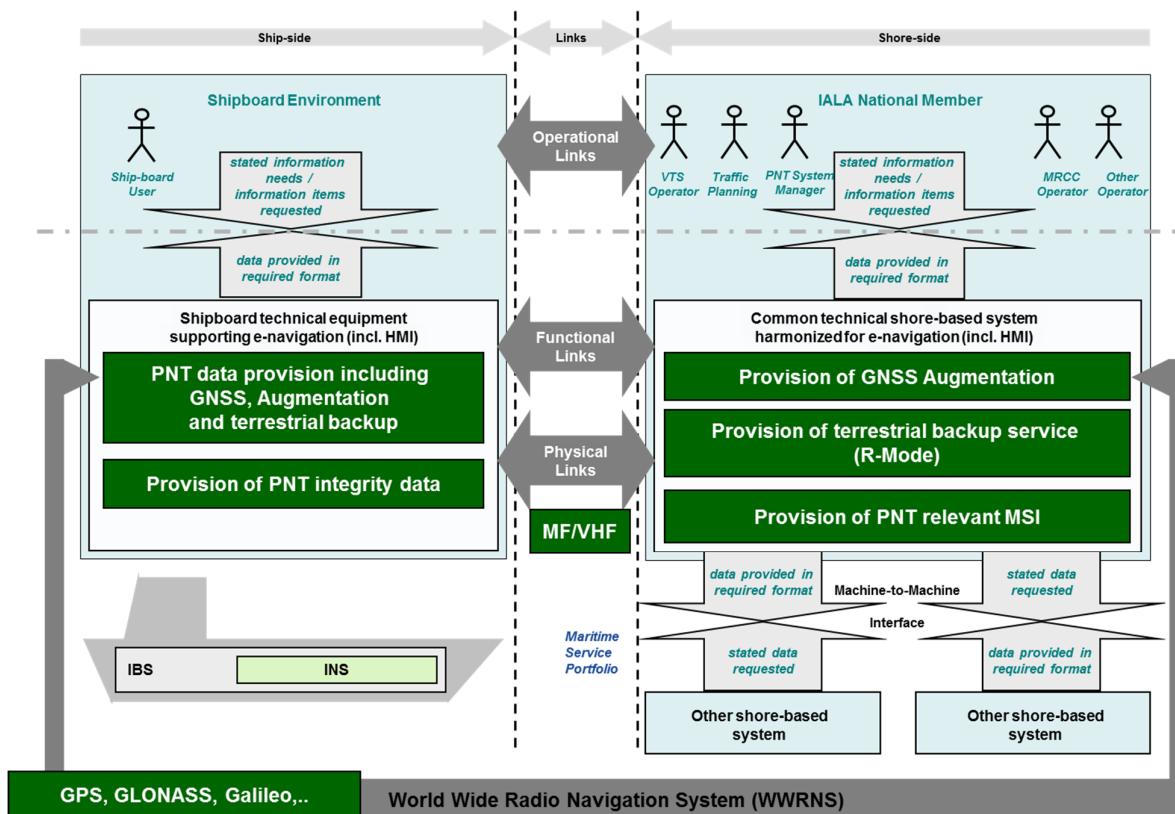 Ship-side
Links
Shore-side
Shipboard Environment
IALA National Member
Ship-board
User
stated information
needs /
information items
requested
data provided in
required format
Operational
Links
VTS
Operator
Traffic
Planning
PNT System
Manager
stated information
needs /
information items
requested
MRCC
Operator
Other
Operator
data provided in
required format
Shipboard technical equipment
supporting e-navigation (incl. HMI)
PNT data provision including
GNSS, Augmentation
and terrestrial backup
Provision of PNT integrity data
Functional
Links
Physical
Links
MF/VHF
Common technical shore-based system
harmonized for e-navigation (incl. HMI)
Provision of GNSS Augmentation
Provision of terrestrial backup service
(R-Mode)
Provision of PNT relevant MSI
data provided in
required format
Machine-to-Machine
Interface
stated data
requested
stated data
requested
data provided in
required format
Maritime
Service
Portfolio
IBS
INS
Other shore-based
system
Other shore-based
system
GPS, GLONASS, Galileo,..
World Wide Radio Navigation System (WWRNS)